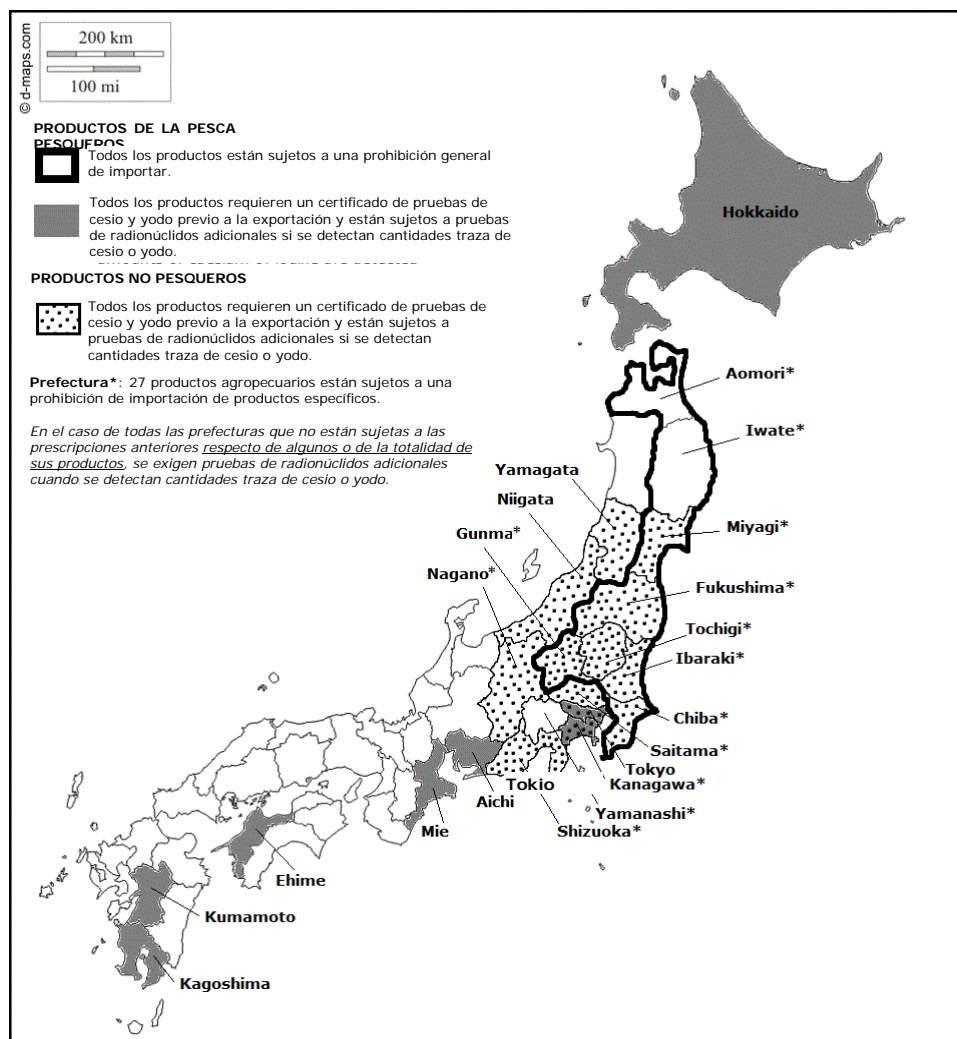 200 km
100 mi
© d-maps.com
PRODUCTOS DE LA PESCA
PESQUEROS
Todos los productos están sujetos a una prohibición general
de importar.
Todos los productos requieren un certificado de pruebas de
cesio y yodo previo a la exportación y están sujetos a pruebas
de radionúclidos adicionales si se detectan cantidades traza de
cesio o yodo.
PRODUCTOS NO PESQUEROS
Todos los productos requieren un certificado de pruebas de
cesio y yodo previo a la exportación y están sujetos a
pruebas de radionúclidos adicionales si se detectan
cantidades traza de cesio o yodo.
Prefectura*: 27 productos agropecuarios están sujetos a una
prohibición de importación de productos específicos.
En el caso de todas las prefecturas que no están sujetas a las
prescripciones anteriores respecto de algunos o de la totalidad de
sus productos, se exigen pruebas de radionúclidos adicionales
cuando se detectan cantidades traza de cesio o yodo.
Hokkaido
Aomori*
Iwate*
Yamagata
Niigata
Miyagi*
Gunma*
Nagano*
Fukushima*
Tochigi*
Ibaraki*
Chiba*
Saitama*
Tokyo
Tokio
Kanagawa*
Aichi
Yamanashi*
Mie
Shizuoka*
Ehime
Kumamoto
Kagoshima